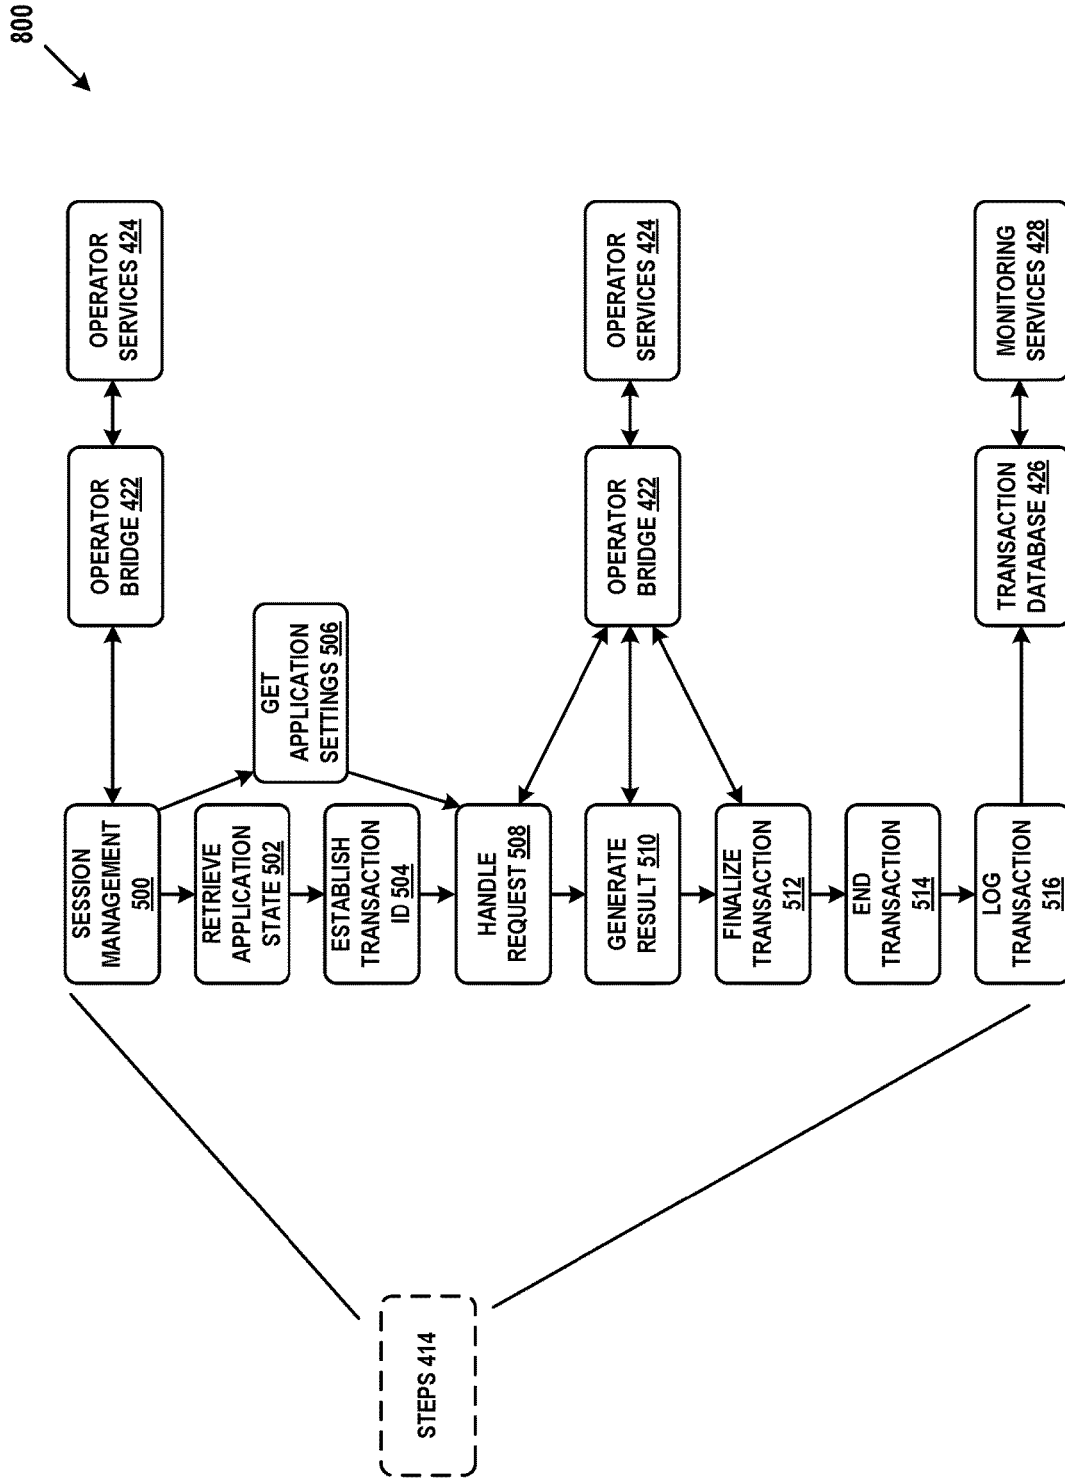 800
STEPS 414
SESSION
MANAGEMENT
500
OPERATOR
BRIDGE 422
OPERATOR
SERVICES 424
RETRIEVE
APPLICATION
STATE 502
GET
APPLICATION
SETTINGS 506
ESTABLISH
TRANSACTION
ID 504
HANDLE
REQUEST 508
GENERATE
RESULT 510
OPERATOR
BRIDGE 422
OPERATOR
SERVICES 424
FINALIZE
TRANSACTION
512
END
TRANSACTION
514
LOG
TRANSACTION
516
TRANSACTION
DATABASE 426
MONITORING
SERVICES 428